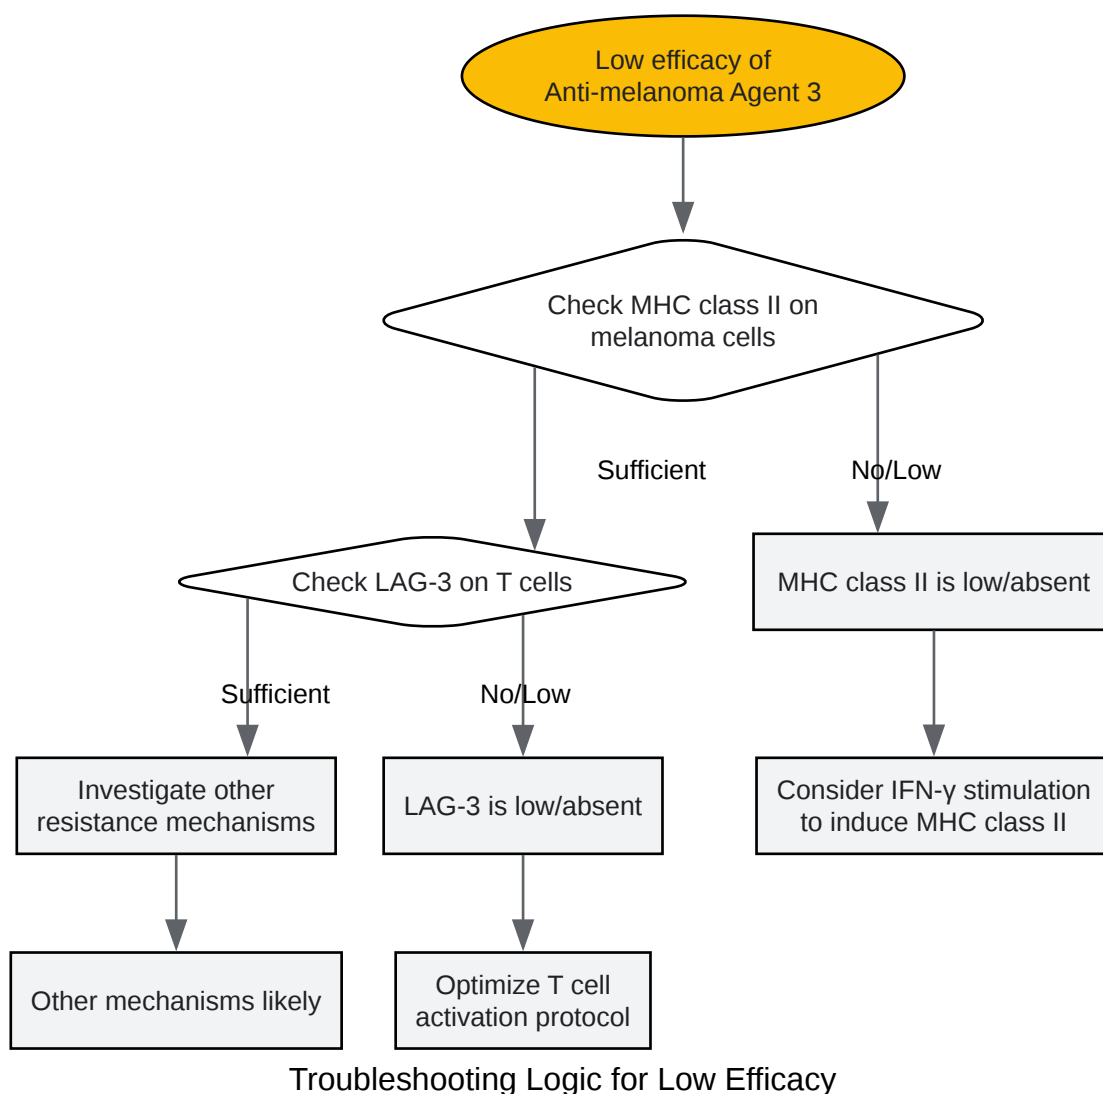 Low efficacy of
Anti-melanoma Agent 3
Check MHC class II on
melanoma cells
Sufficient
No/Low
Check LAG-3 on T cells
MHC class II is low/absent
Sufficient
No/Low
Investigate other
resistance mechanisms
LAG-3 is low/absent
Consider IFN-γ stimulation
to induce MHC class II
Other mechanisms likely
Optimize T cell
activation protocol
Troubleshooting Logic for Low Efficacy